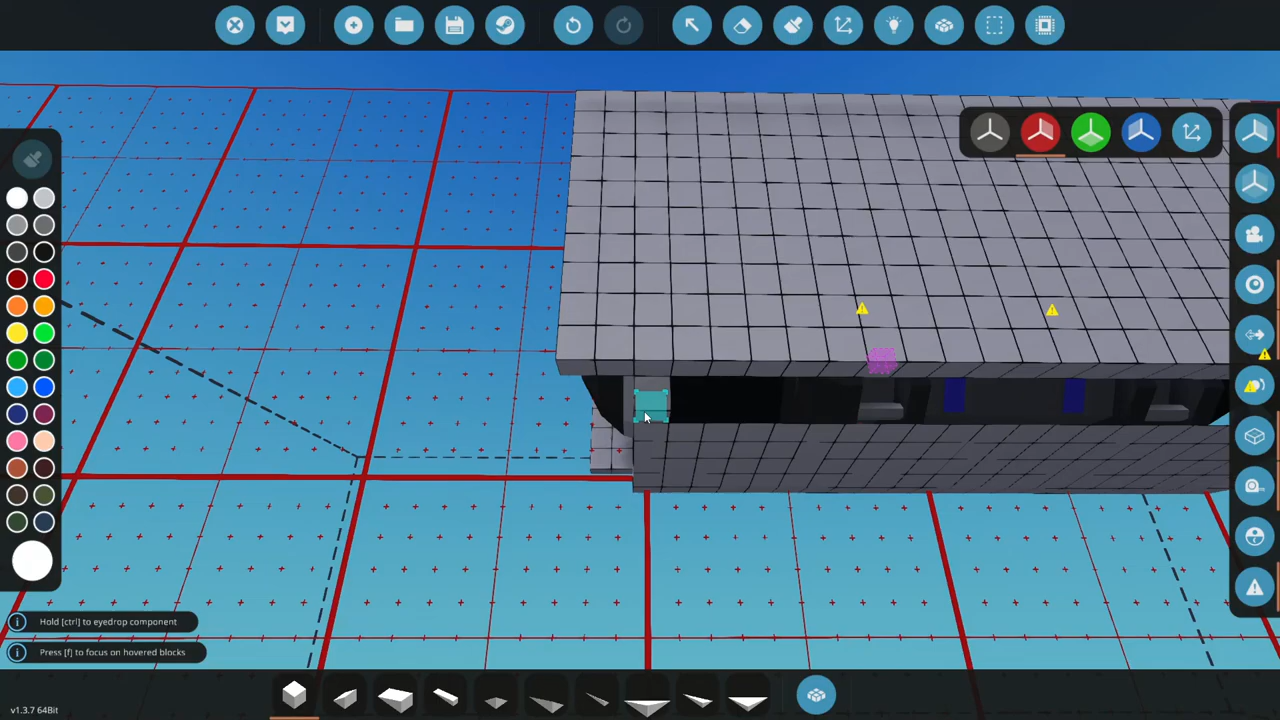 Hold [ctrl] to eyedrop component
Press [f] to focus on hovered blocks
v1.3.7 64Bit